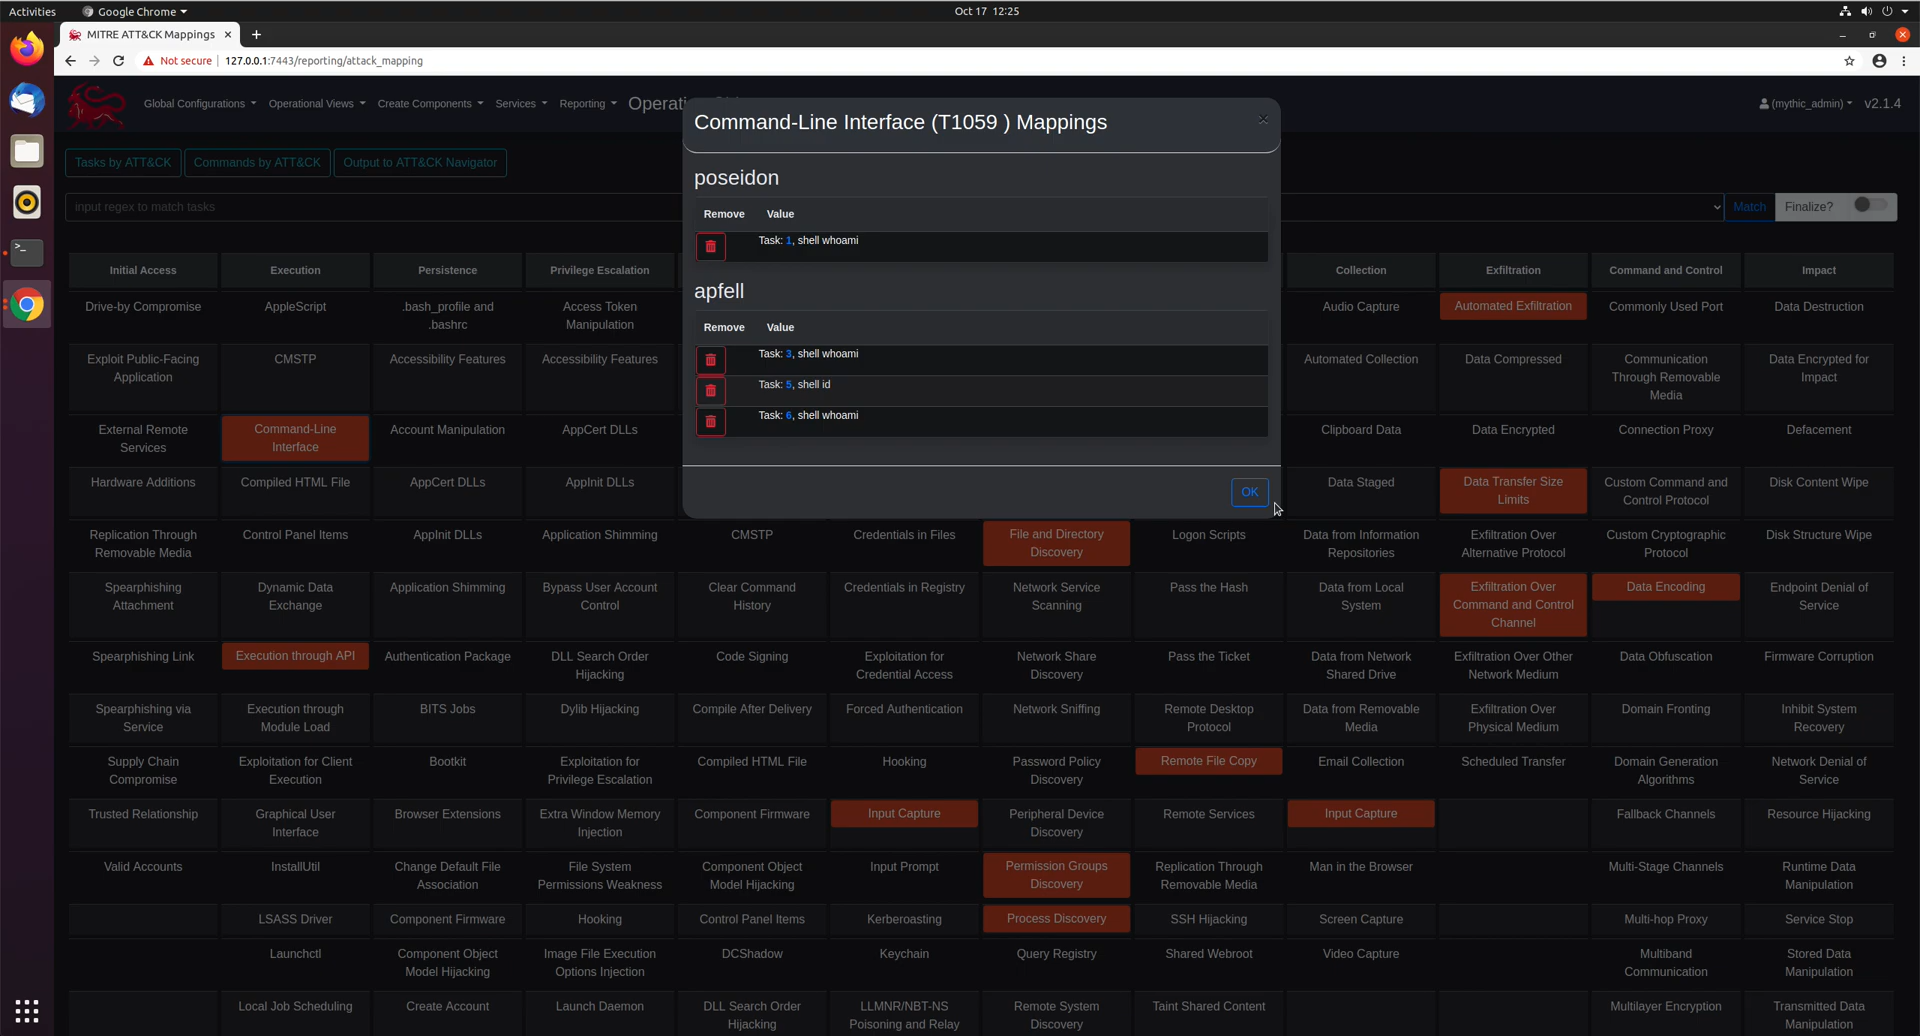 Activities
Google Chrome
Oct 17 12:25
MITRE ATT&CK Mappings
Not secure
127.0.0.1:7443/reporting/attack_mapping
Global Configurations
Operational Views
Create Components
Services
Reporting
(mythic_admin)
v2.1.4
Tasks by ATT&CK
Commands by ATT&CK
Output to ATT&CK Navigator
input regex to match tasks
Match
Finalize?
Command-Line Interface (T1059 ) Mappings
×
poseidon
Remove Value
Task: 1, shell whoami
apfell
Remove Value
Task: 3, shell whoami
Task: 5, shell id
Task: 6, shell whoami
OK
Initial Access
Drive-by Compromise
Exploit Public-Facing
Application
External Remote
Services
Hardware Additions
Replication Through
Removable Media
Spearphishing
Attachment
Spearphishing Link
Spearphishing via
Service
Supply Chain
Compromise
Trusted Relationship
Valid Accounts
Execution
AppleScript
CMSTP
Command-Line
Interface
Compiled HTML File
Control Panel Items
Dynamic Data
Exchange
Execution through API
Execution through
Module Load
Exploitation for Client
Execution
Graphical User
Interface
InstallUtil
LSASS Driver
Launchctl
Local Job Scheduling
Persistence
.bash_profile and
.bashrc
Accessibility Features
Account Manipulation
AppCert DLLs
AppInit DLLs
Application Shimming
Authentication Package
BITS Jobs
Bootkit
Browser Extensions
Change Default File
Association
Component Firmware
Component Object
Model Hijacking
Create Account
Privilege Escalation
Access Token
Manipulation
Accessibility Features
AppCert DLLs
AppInit DLLs
Application Shimming
Bypass User Account
Control
DLL Search Order
Hijacking
Dylib Hijacking
Exploitation for
Privilege Escalation
Extra Window Memory
Injection
File System
Permissions Weakness
Hooking
Image File Execution
Options Injection
Launch Daemon
CMSTP
Clear Command
History
Code Signing
Compile After Delivery
Compiled HTML File
Component Firmware
Component Object
Model Hijacking
Control Panel Items
DCShadow
DLL Search Order
Hijacking
Credentials in Files
Credentials in Registry
Exploitation for
Credential Access
Forced Authentication
Hooking
Input Capture
Input Prompt
Kerberoasting
Keychain
LLMNR/NBT-NS
Poisoning and Relay
File and Directory
Discovery
Network Service
Scanning
Network Share
Discovery
Network Sniffing
Password Policy
Discovery
Peripheral Device
Discovery
Permission Groups
Discovery
Process Discovery
Query Registry
Remote System
Discovery
Logon Scripts
Pass the Hash
Pass the Ticket
Remote Desktop
Protocol
Remote File Copy
Remote Services
Replication Through
Removable Media
SSH Hijacking
Shared Webroot
Taint Shared Content
Collection
Audio Capture
Automated Collection
Clipboard Data
Data Staged
Data from Information
Repositories
Data from Local
System
Data from Network
Shared Drive
Data from Removable
Media
Email Collection
Input Capture
Man in the Browser
Screen Capture
Video Capture
Exfiltration
Automated Exfiltration
Data Compressed
Data Encrypted
Data Transfer Size
Limits
Exfiltration Over
Alternative Protocol
Exfiltration Over
Command and Control
Channel
Exfiltration Over Other
Network Medium
Exfiltration Over
Physical Medium
Scheduled Transfer
Command and Control
Commonly Used Port
Communication
Through Removable
Media
Connection Proxy
Custom Command and
Control Protocol
Custom Cryptographic
Protocol
Data Encoding
Data Obfuscation
Domain Fronting
Domain Generation
Algorithms
Fallback Channels
Multi-Stage Channels
Multi-hop Proxy
Multiband
Communication
Multilayer Encryption
Impact
Data Destruction
Data Encrypted for
Impact
Defacement
Disk Content Wipe
Disk Structure Wipe
Endpoint Denial of
Service
Firmware Corruption
Inhibit System
Recovery
Network Denial of
Service
Resource Hijacking
Runtime Data
Manipulation
Service Stop
Stored Data
Manipulation
Transmitted Data
Manipulation